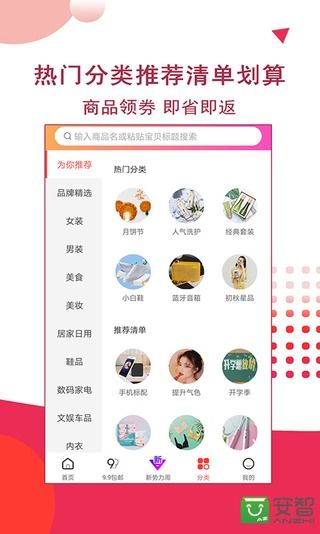 热门分类推荐清单划算
商品领券 即省即返
输入商品名或粘贴宝贝标题搜索
为你推荐
品牌精选
女装
男装
美食
美妆
居家日用
鞋品
数码家电
文娱车品
内衣
热门分类
月饼节
人气洗护
经典套装
小白鞋
蓝牙音箱
初秋星品
推荐清单
手机标配
提升气色
开学季
首页
9.9包邮
新势力周
分类
我的
安智
ANZHI